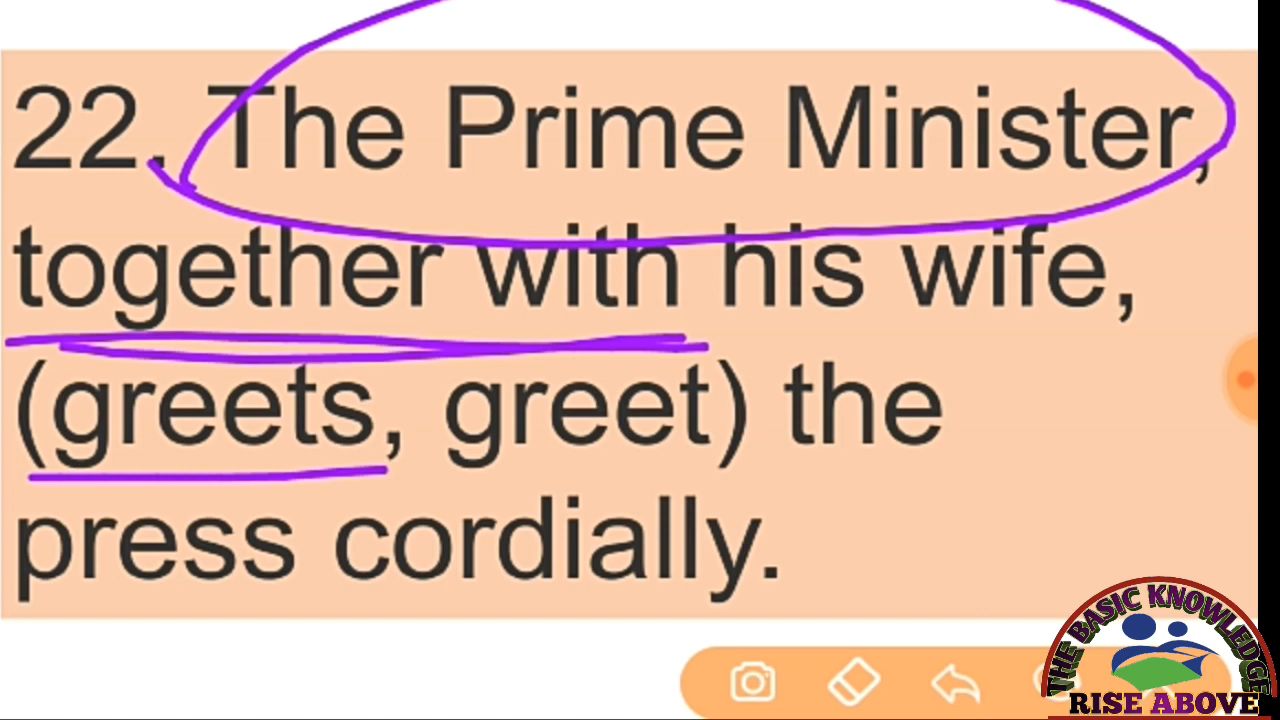 22. The Prime Minister,
together with his wife,
(greets, greet) the
press cordially.
THE BASIC KNOWLEDGE
RISE ABOVE